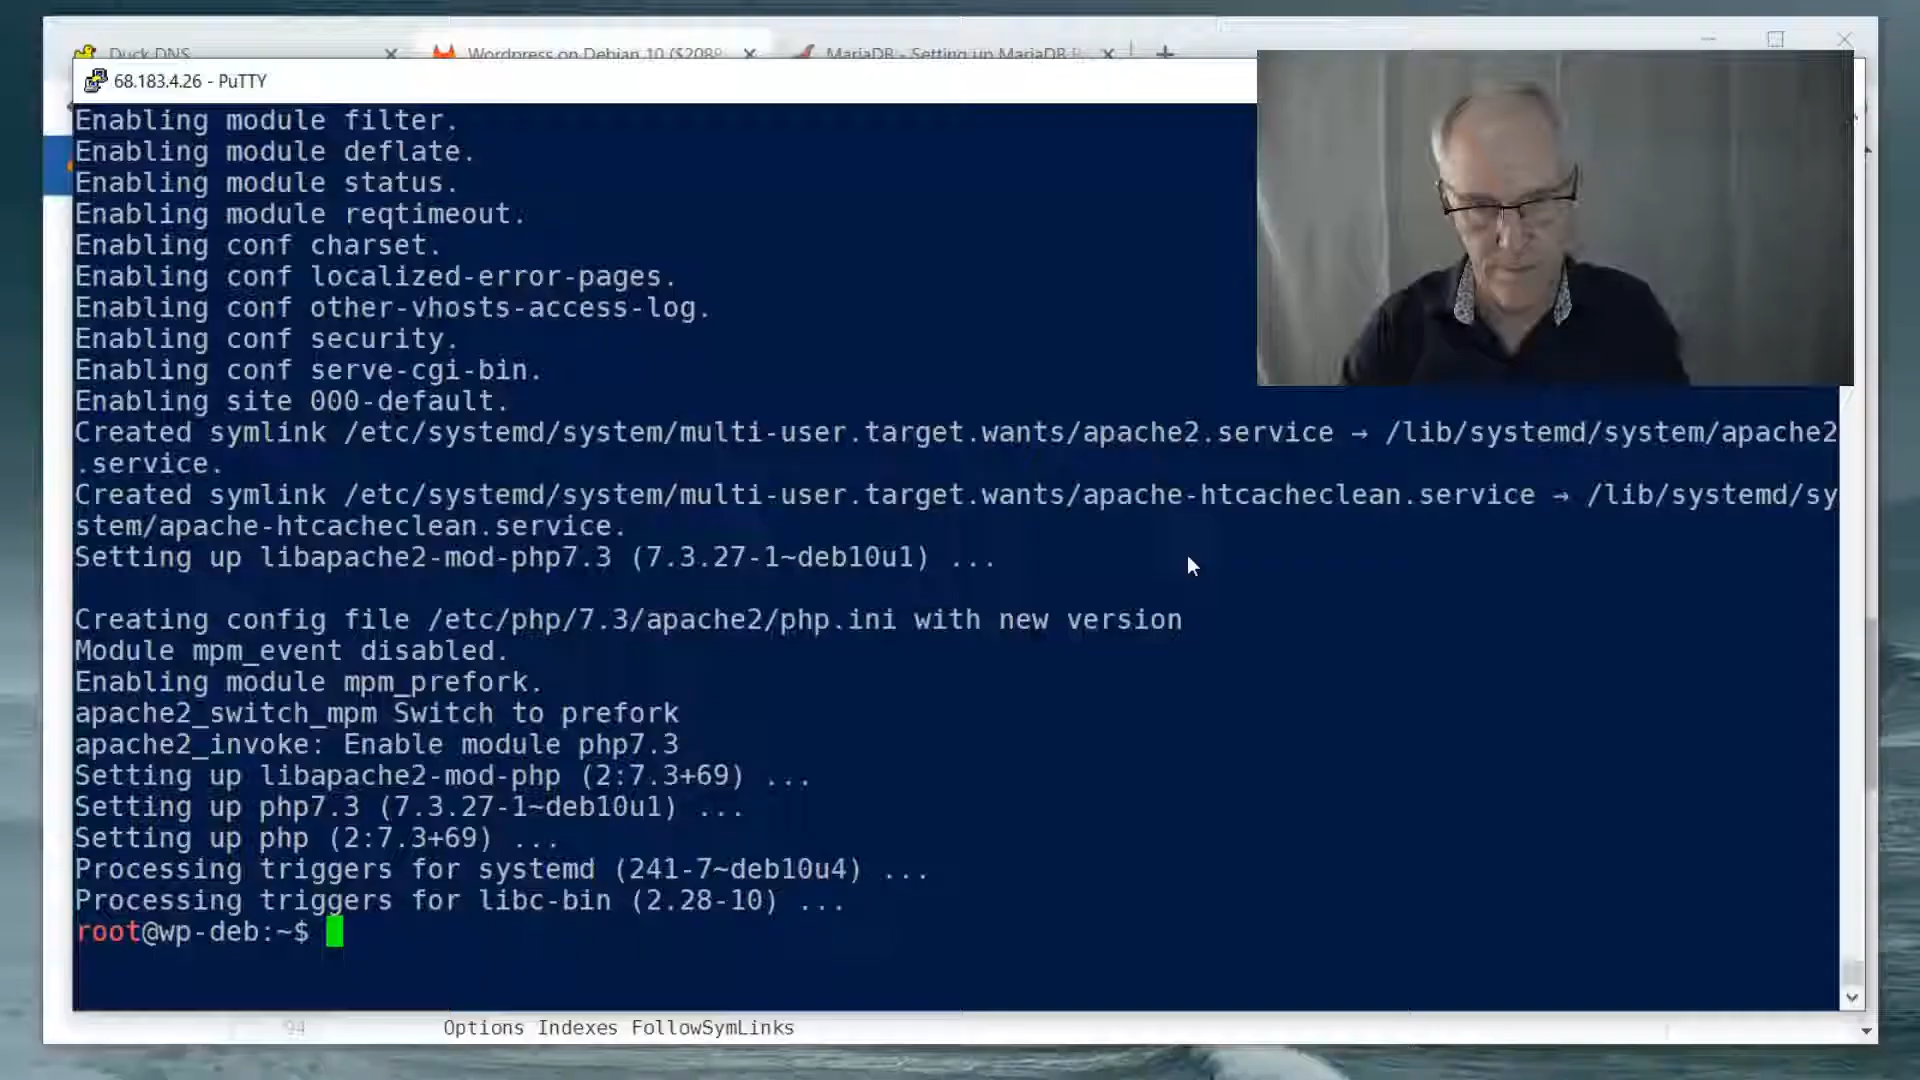 Duck DNS
Wordpress on Debian 10 ($2088
MariaDB - Setting up MariaDB R
68.183.4.26 - PuTTY
Enabling module filter.
Enabling module deflate.
Enabling module status.
Enabling module reqtimeout.
Enabling conf charset.
Enabling conf localized-error-pages.
Enabling conf other-vhosts-access-log.
Enabling conf security.
Enabling conf serve-cgi-bin.
Enabling site 000-default.
Created symlink /etc/systemd/system/multi-user.target.wants/apache2.service → /lib/systemd/system/apache2
.service.
Created symlink /etc/systemd/system/multi-user.target.wants/apache-htcacheclean.service → /lib/systemd/sy
stem/apache-htcacheclean.service.
Setting up libapache2-mod-php7.3 (7.3.27-1~deb10u1) ...
Creating config file /etc/php/7.3/apache2/php.ini with new version
Module mpm_event disabled.
Enabling module mpm_prefork.
apache2_switch_mpm Switch to prefork
apache2_invoke: Enable module php7.3
Setting up libapache2-mod-php (2:7.3+69) ...
Setting up php7.3 (7.3.27-1~deb10u1) ...
Setting up php (2:7.3+69) ...
Processing triggers for systemd (241-7~deb10u4) ...
Processing triggers for libc-bin (2.28-10) ...
root@wp-deb:~$
94 Options Indexes FollowSymLinks